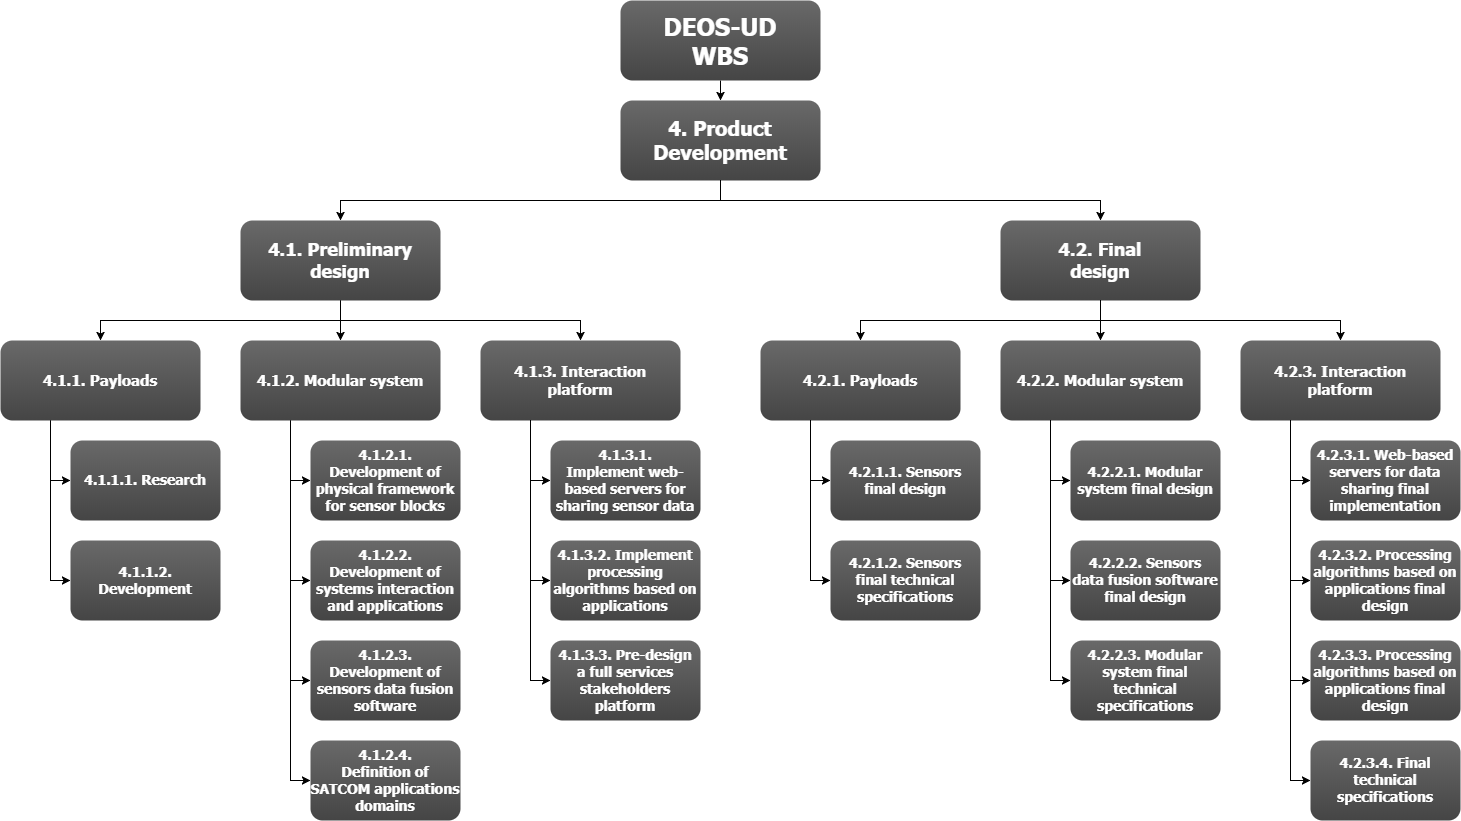 DEOS-UD
WBS
4. Product
Development
4.1. Preliminary
design
4.2. Final
design
4.1.1. Payloads
4.1.2. Modular system
4.1.3. Interaction
platform
4.2.1. Payloads
4.2.2. Modular system
4.2.3. Interaction
platform
4.1.1.1. Research
4.1.1.2.
Development
4.1.2.1.
Development of
physical framework
for sensor blocks
4.1.2.2.
Development of
systems interaction
and applications
4.1.2.3.
Development of
sensors data fusion
software
4.1.2.4.
Definition of
SATCOM applications
domains
4.1.3.1.
Implement web-
based servers for
sharing sensor data
4.1.3.2. Implement
processing
algorithms based on
applications
4.1.3.3. Pre-design
a full services
stakeholders
platform
4.2.1.1. Sensors
final design
4.2.1.2. Sensors
final technical
specifications
4.2.2.1. Modular
system final design
4.2.2.2. Sensors
data fusion software
final design
4.2.2.3. Modular
system final
technical
specifications
4.2.3.1. Web-based
servers for data
sharing final
implementation
4.2.3.2. Processing
algorithms based on
applications final
design
4.2.3.3. Processing
algorithms based on
applications final
design
4.2.3.4. Final
technical
specifications